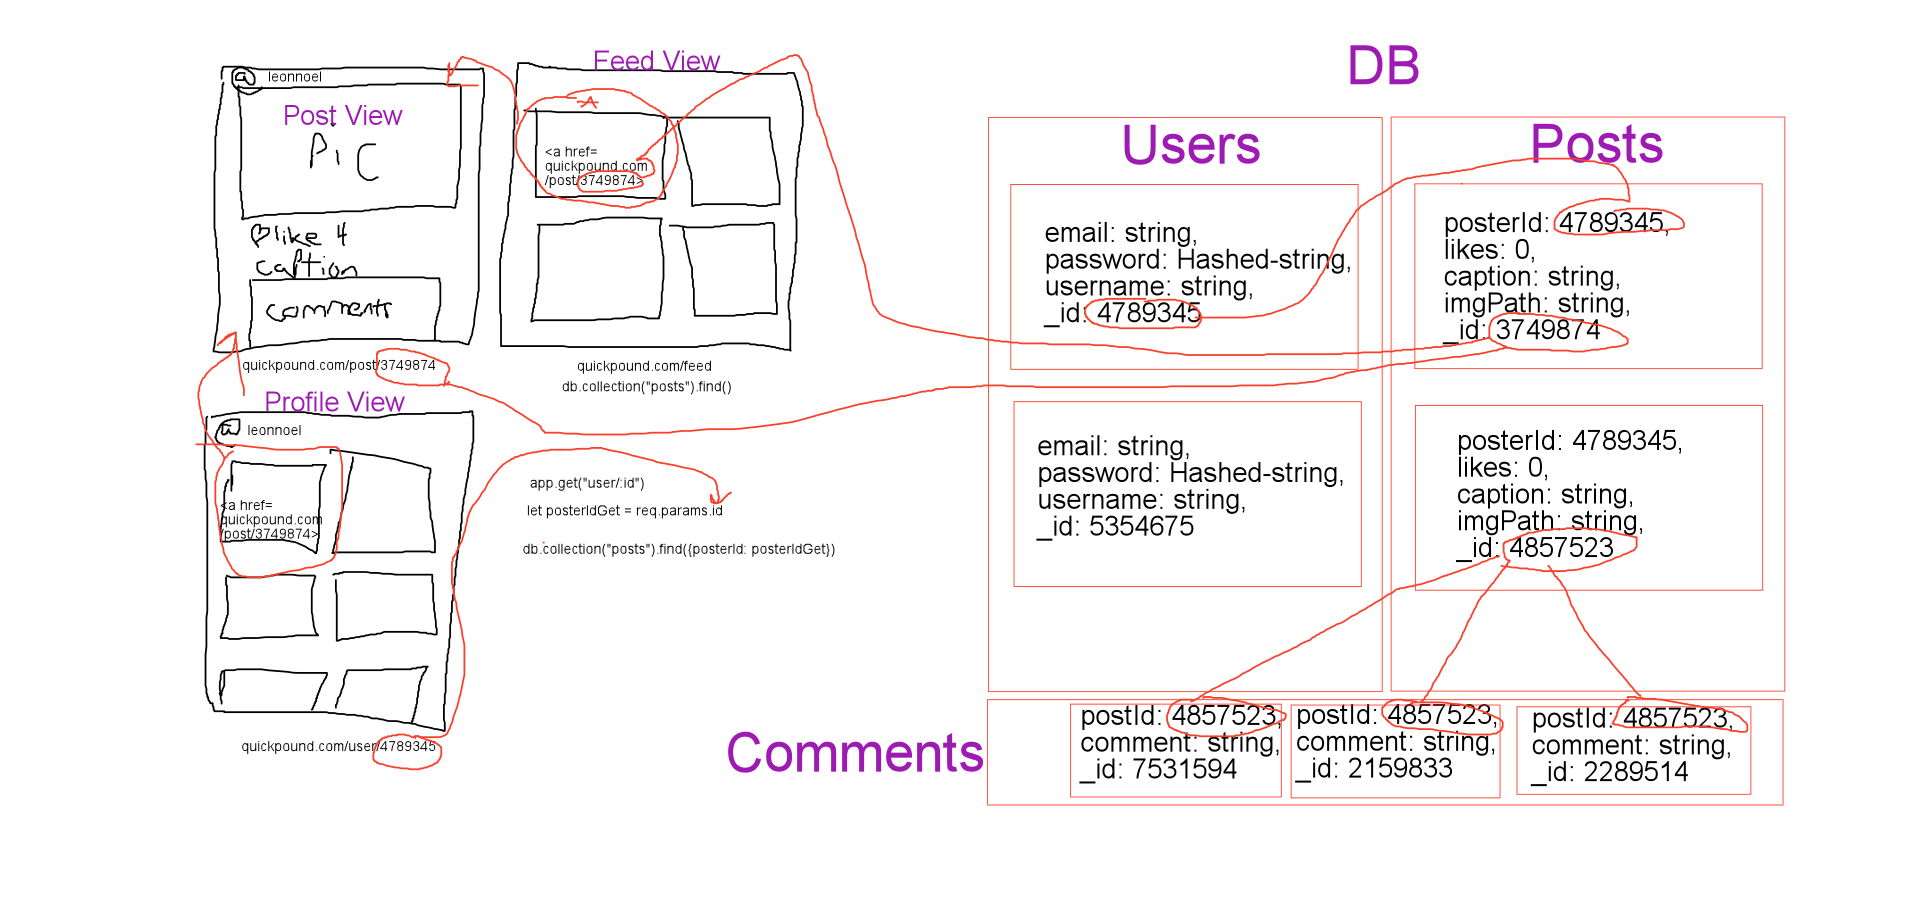 Feed View
DB
@ leonnoel
Post View
PiC
♡ like 4
caption
comments
quickpound.com/post/3749874
A
<a href=
quickpound.com
/post/3749874>
quickpound.com/feed
db.collection("posts").find()
Profile View
@ leonnoel
<a href=
quickpound.com
/post/3749874>
quickpound.com/user/4789345
app.get("user/:id")
let posterIdGet = req.params.id
db.collection("posts").find({posterId: posterIdGet})
Users
email: string,
password: Hashed-string,
username: string,
_id: 4789345
email: string,
password: Hashed-string,
username: string,
_id: 5354675
Posts
posterId: 4789345,
likes: 0,
caption: string,
imgPath: string,
_id: 3749874
posterId: 4789345,
likes: 0,
caption: string,
imgPath: string,
_id: 4857523
Comments
postId: 4857523,
comment: string,
_id: 7531594
postId: 4857523,
comment: string,
_id: 2159833
postId: 4857523,
comment: string,
_id: 2289514